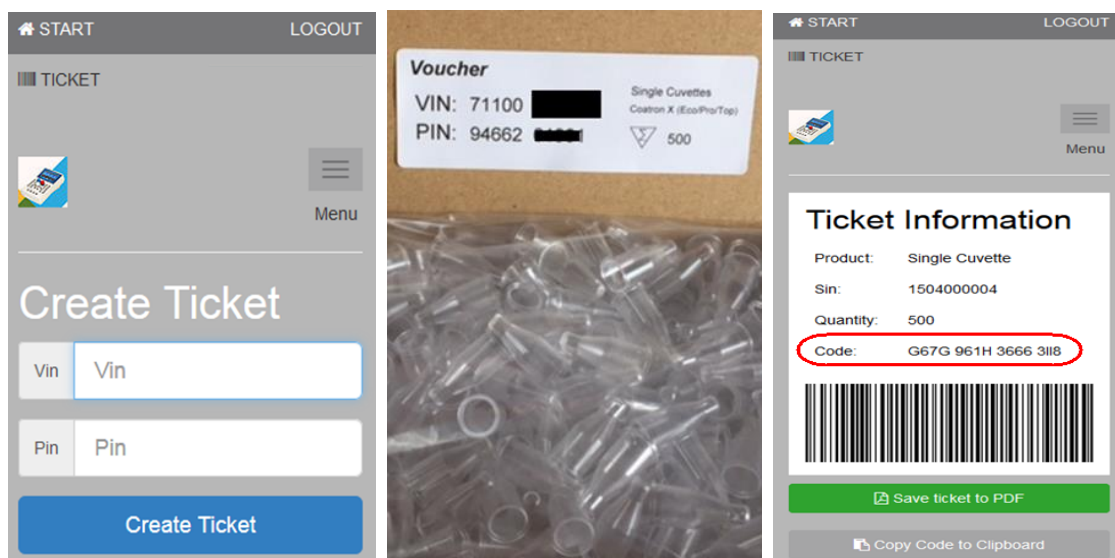 START LOGOUT
TICKET
Menu
Create Ticket
Vin Vin
Pin Pin
Create Ticket
Voucher
VIN: 71100
PIN: 94662
Single Cuvettes
Coatron X (Eco/Pro/Top)
500
START LOGOUT
TICKET
Menu
Ticket Information
Product: Single Cuvette
Sin: 1504000004
Quantity: 500
Code: G67G 961H 3666 3II8
Save ticket to PDF
Copy Code to Clipboard